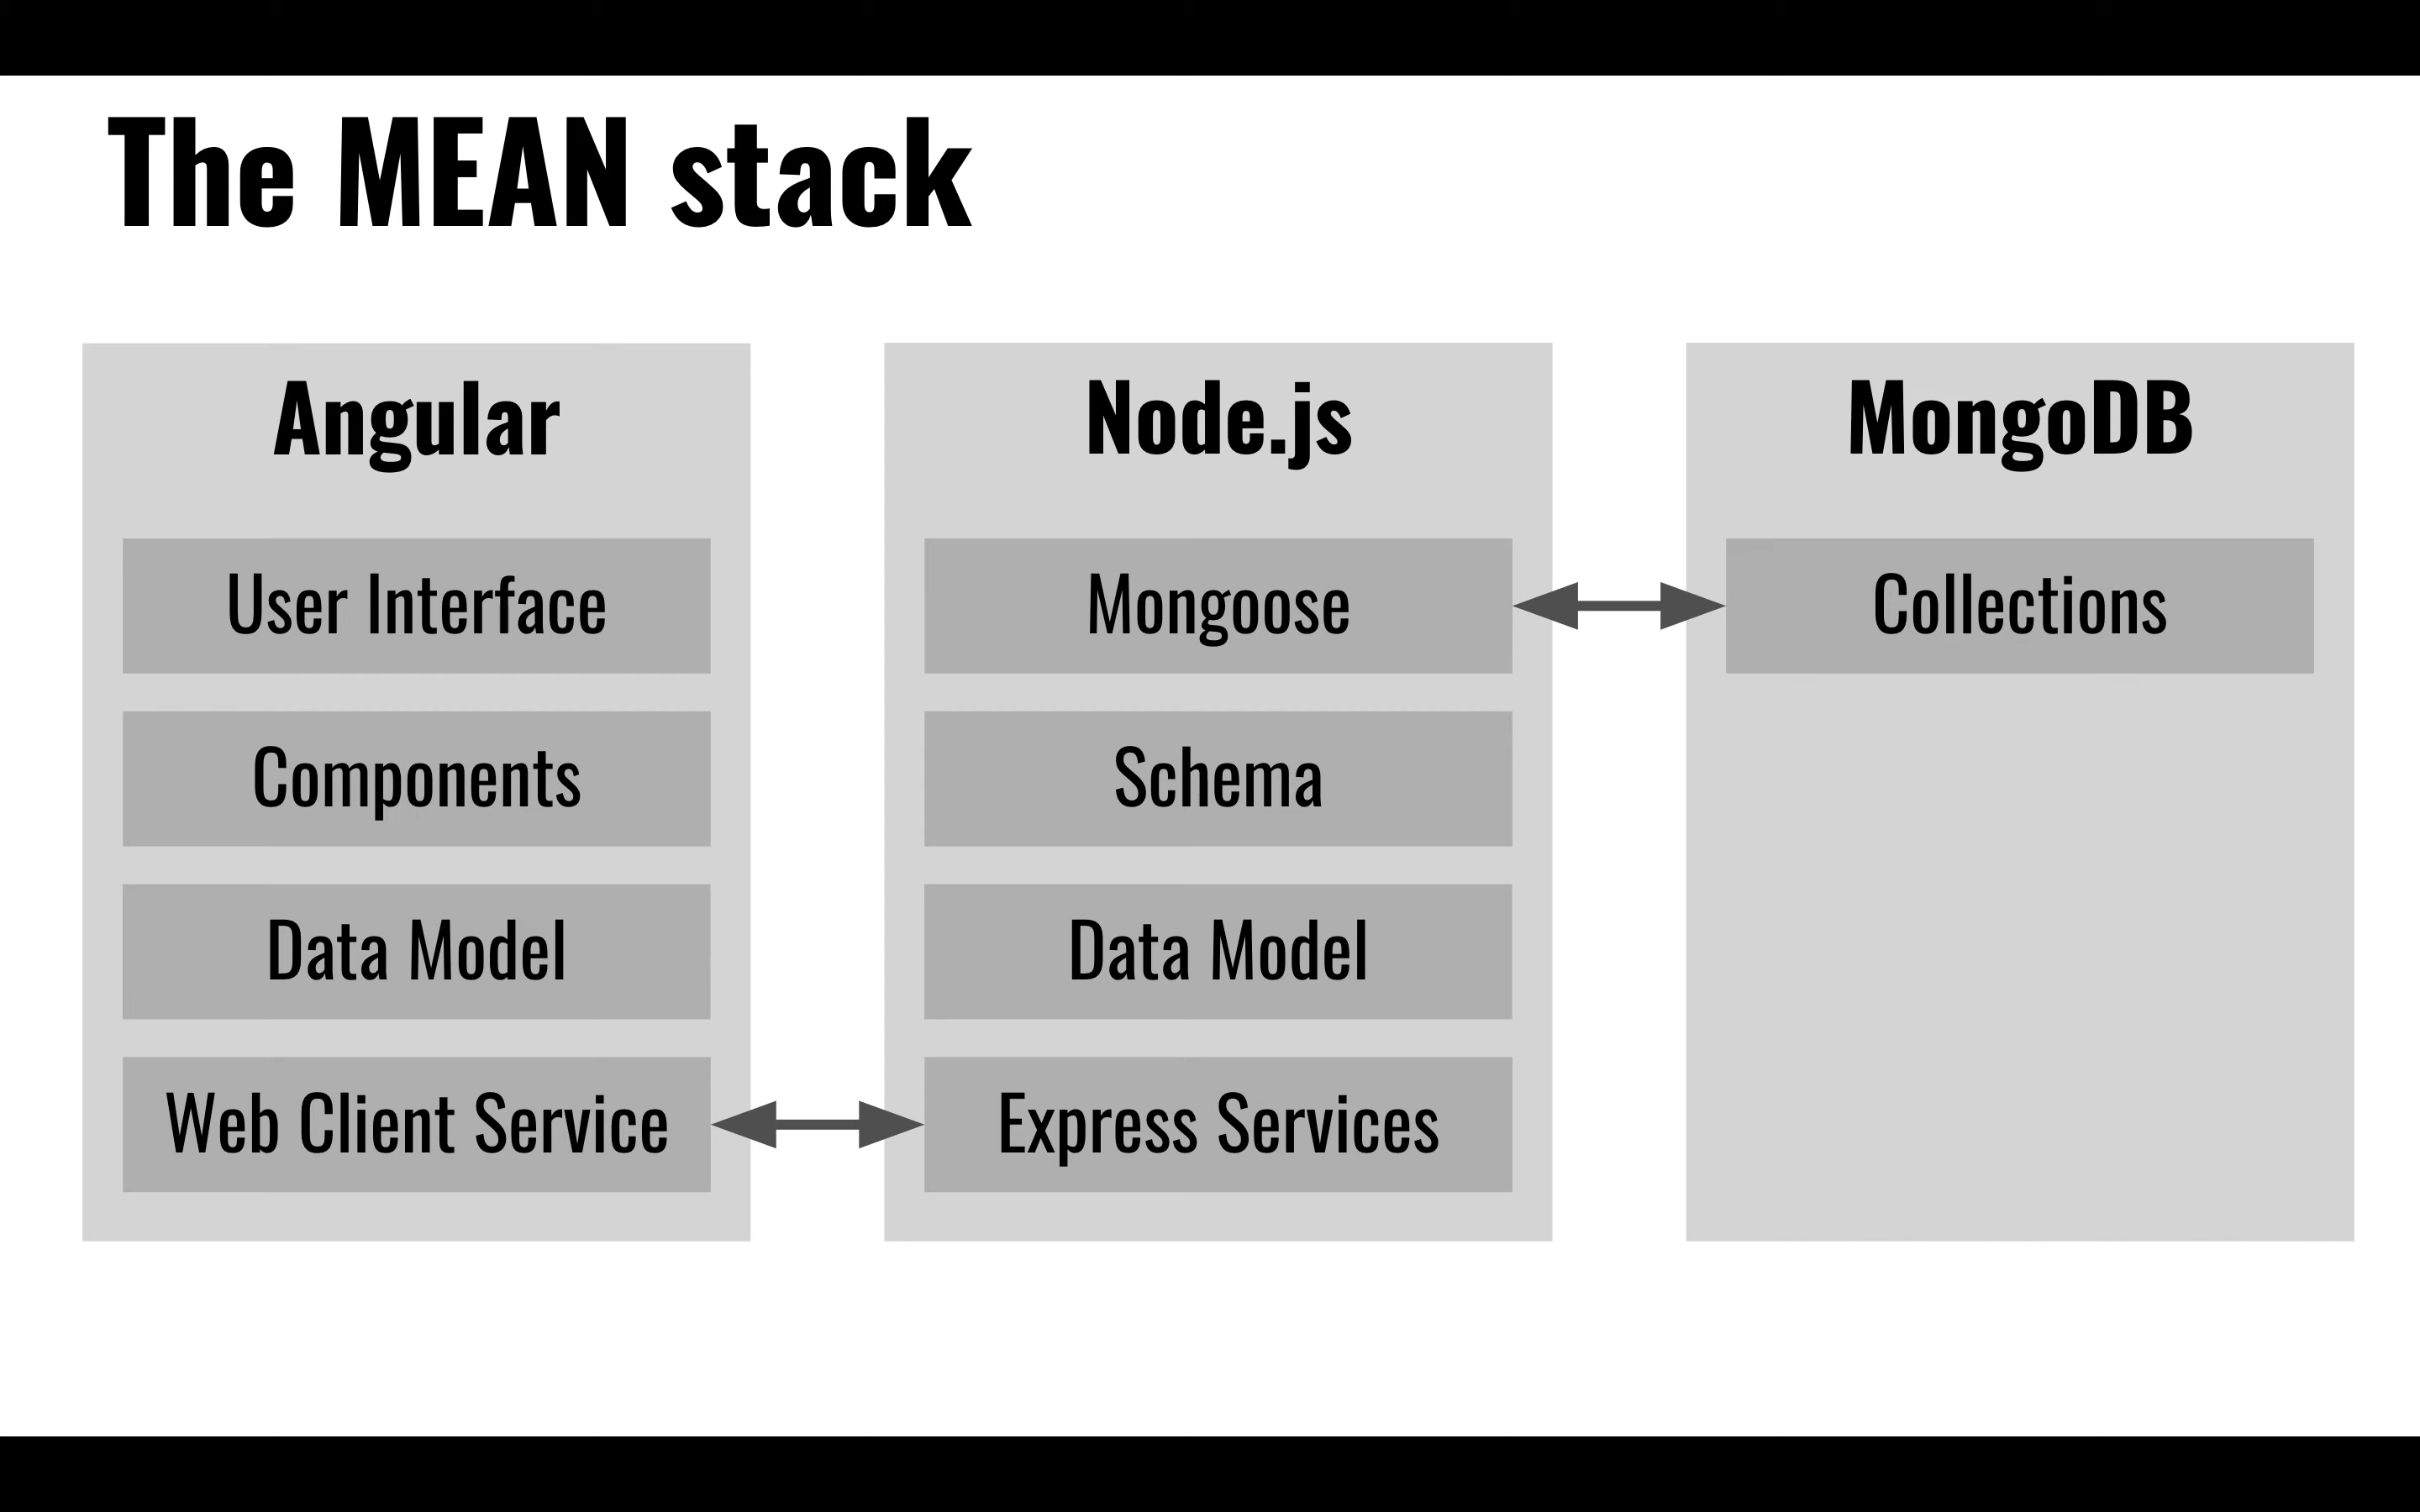 The MEAN stack
Angular
User Interface
Components
Data Model
Web Client Service
Node.js
Mongoose
Schema
Data Model
Express Services
MongoDB
Collections